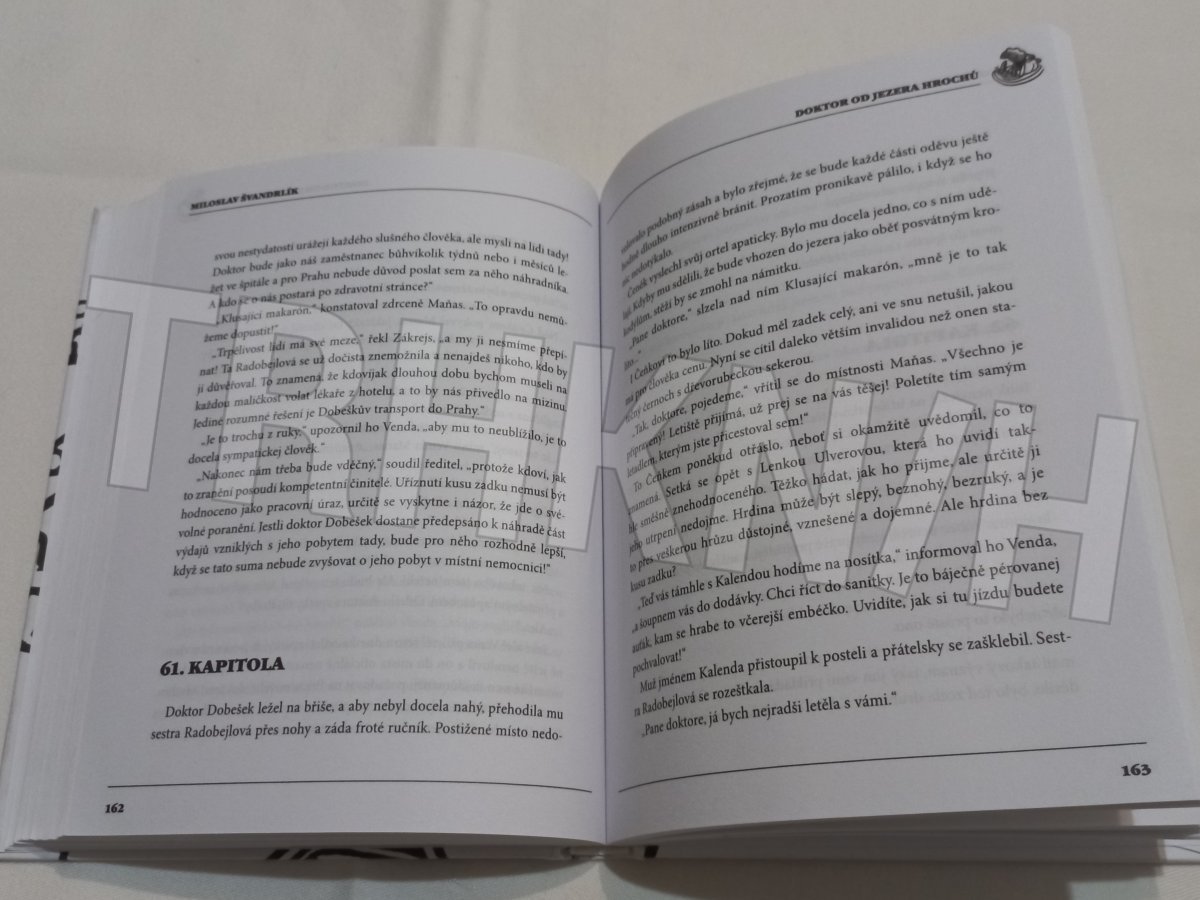 MILOSLAV ŠVANDRLÍK
svou nestydatostí urážejí každého slušného člověka, ale mysli na lidi tady!
Doktor bude jako náš zaměstnanec bůhvíkolik týdnů nebo i měsíců le-
žet ve špitále a pro Prahu nebude důvod poslat sem za něho náhradníka.
A kdo se o nás postará po zdravotní stránce?“
„Klusající makarón,“ konstatoval zdrceně Maňas. „To opravdu nemů-
žeme dopustit!“
„Trpělivost lidí má své meze,“ řekl Zákrejs, „a my ji nesmíme přepí-
nat! Ta Radobejlová se už dočista znemožnila a nenajdeš nikoho, kdo by
jí důvěřoval. To znamená, že kdovíjak dlouhou dobu bychom museli na
každou maličkost volat lékaře z hotelu, a to by nás přivedlo na mizinu.
Jediné rozumné řešení je Dobeškův transport do Prahy.“
„Je to trochu z ruky,“ upozornil ho Venda, „aby mu to neublížilo, je to
docela sympatickej člověk.“
„Nakonec nám třeba bude vděčný,“ soudil ředitel, „protože kdoví, jak
to zranění posoudí kompetentní činitelé. Uříznutí kusu zadku nemusí být
hodnoceno jako pracovní úraz, určitě se vyskytne i názor, že jde o své-
volné poranění. Jestli doktor Dobešek dostane předepsáno k náhradě část
výdajů vzniklých s jeho pobytem tady, bude pro něho rozhodně lepší,
když se tato suma nebude zvyšovat o jeho pobyt v místní nemocnici!“
61. KAPITOLA
Doktor Dobešek ležel na břiše, a aby nebyl docela nahý, přehodila mu
sestra Radobejlová přes nohy a záda froté ručník. Postižené místo nedo-
162
DOKTOR OD JEZERA HROCHŮ
volovalo podobný zásah a bylo zřejmé, že se bude každé části oděvu ještě
hodně dlouho intenzivně bránit. Prozatím pronikavě pálilo, i když se ho
nic nedotýkalo.
Čeněk vyslechl svůj ortel apaticky. Bylo mu docela jedno, co s ním udě-
lají. Kdyby mu sdělili, že bude vhozen do jezera jako oběť posvátným kro-
kodýlům, stěží by se zmohl na námitku.
„Pane doktore,“ slzela nad ním Klusající makarón, „mně je to tak
líto...“
I Čeňkovi to bylo líto. Dokud měl zadek celý, ani ve snu netušil, jakou
má pro člověka cenu. Nyní se cítil daleko větším invalidou než onen sta-
tečný černoch s dřevorubeckou sekerou.
„Tak, doktore, pojedeme,“ vřítil se do místnosti Maňas. „Všechno je
připravený! Letiště přijímá, už prej se na vás těšej! Poletíte tím samým
letadlem, kterým jste přicestoval sem!“
To Čeňkem poněkud otřáslo, neboť si okamžitě uvědomil, co to
znamená. Setká se opět s Lenkou Ulverovou, která ho uvidí tak-
hle směšně znehodnoceného. Těžko hádat, jak ho přijme, ale určitě jí
jeho utrpení nedojme. Hrdina může být slepý, beznohý, bezruký, a je
to přes veškerou hrůzu důstojné, vznešené a dojemné. Ale hrdina bez
kusu zadku?
„Teď vás támhle s Kalendou hodíme na nosítka,“ informoval ho Venda,
„a šoupnem vás do dodávky. Chci říct do sanitky. Je to báječně pérovanej
auťák, kam se hrabe to včerejší embéčko. Uvidíte, jak si tu jízdu budete
pochvalovat!“
Muž jménem Kalenda přistoupil k posteli a přátelsky se zašklebil. Sest-
ra Radobejlová se rozeštkala.
„Pane doktore, já bych nejradši letěla s vámi.“
163
TRHKNIH